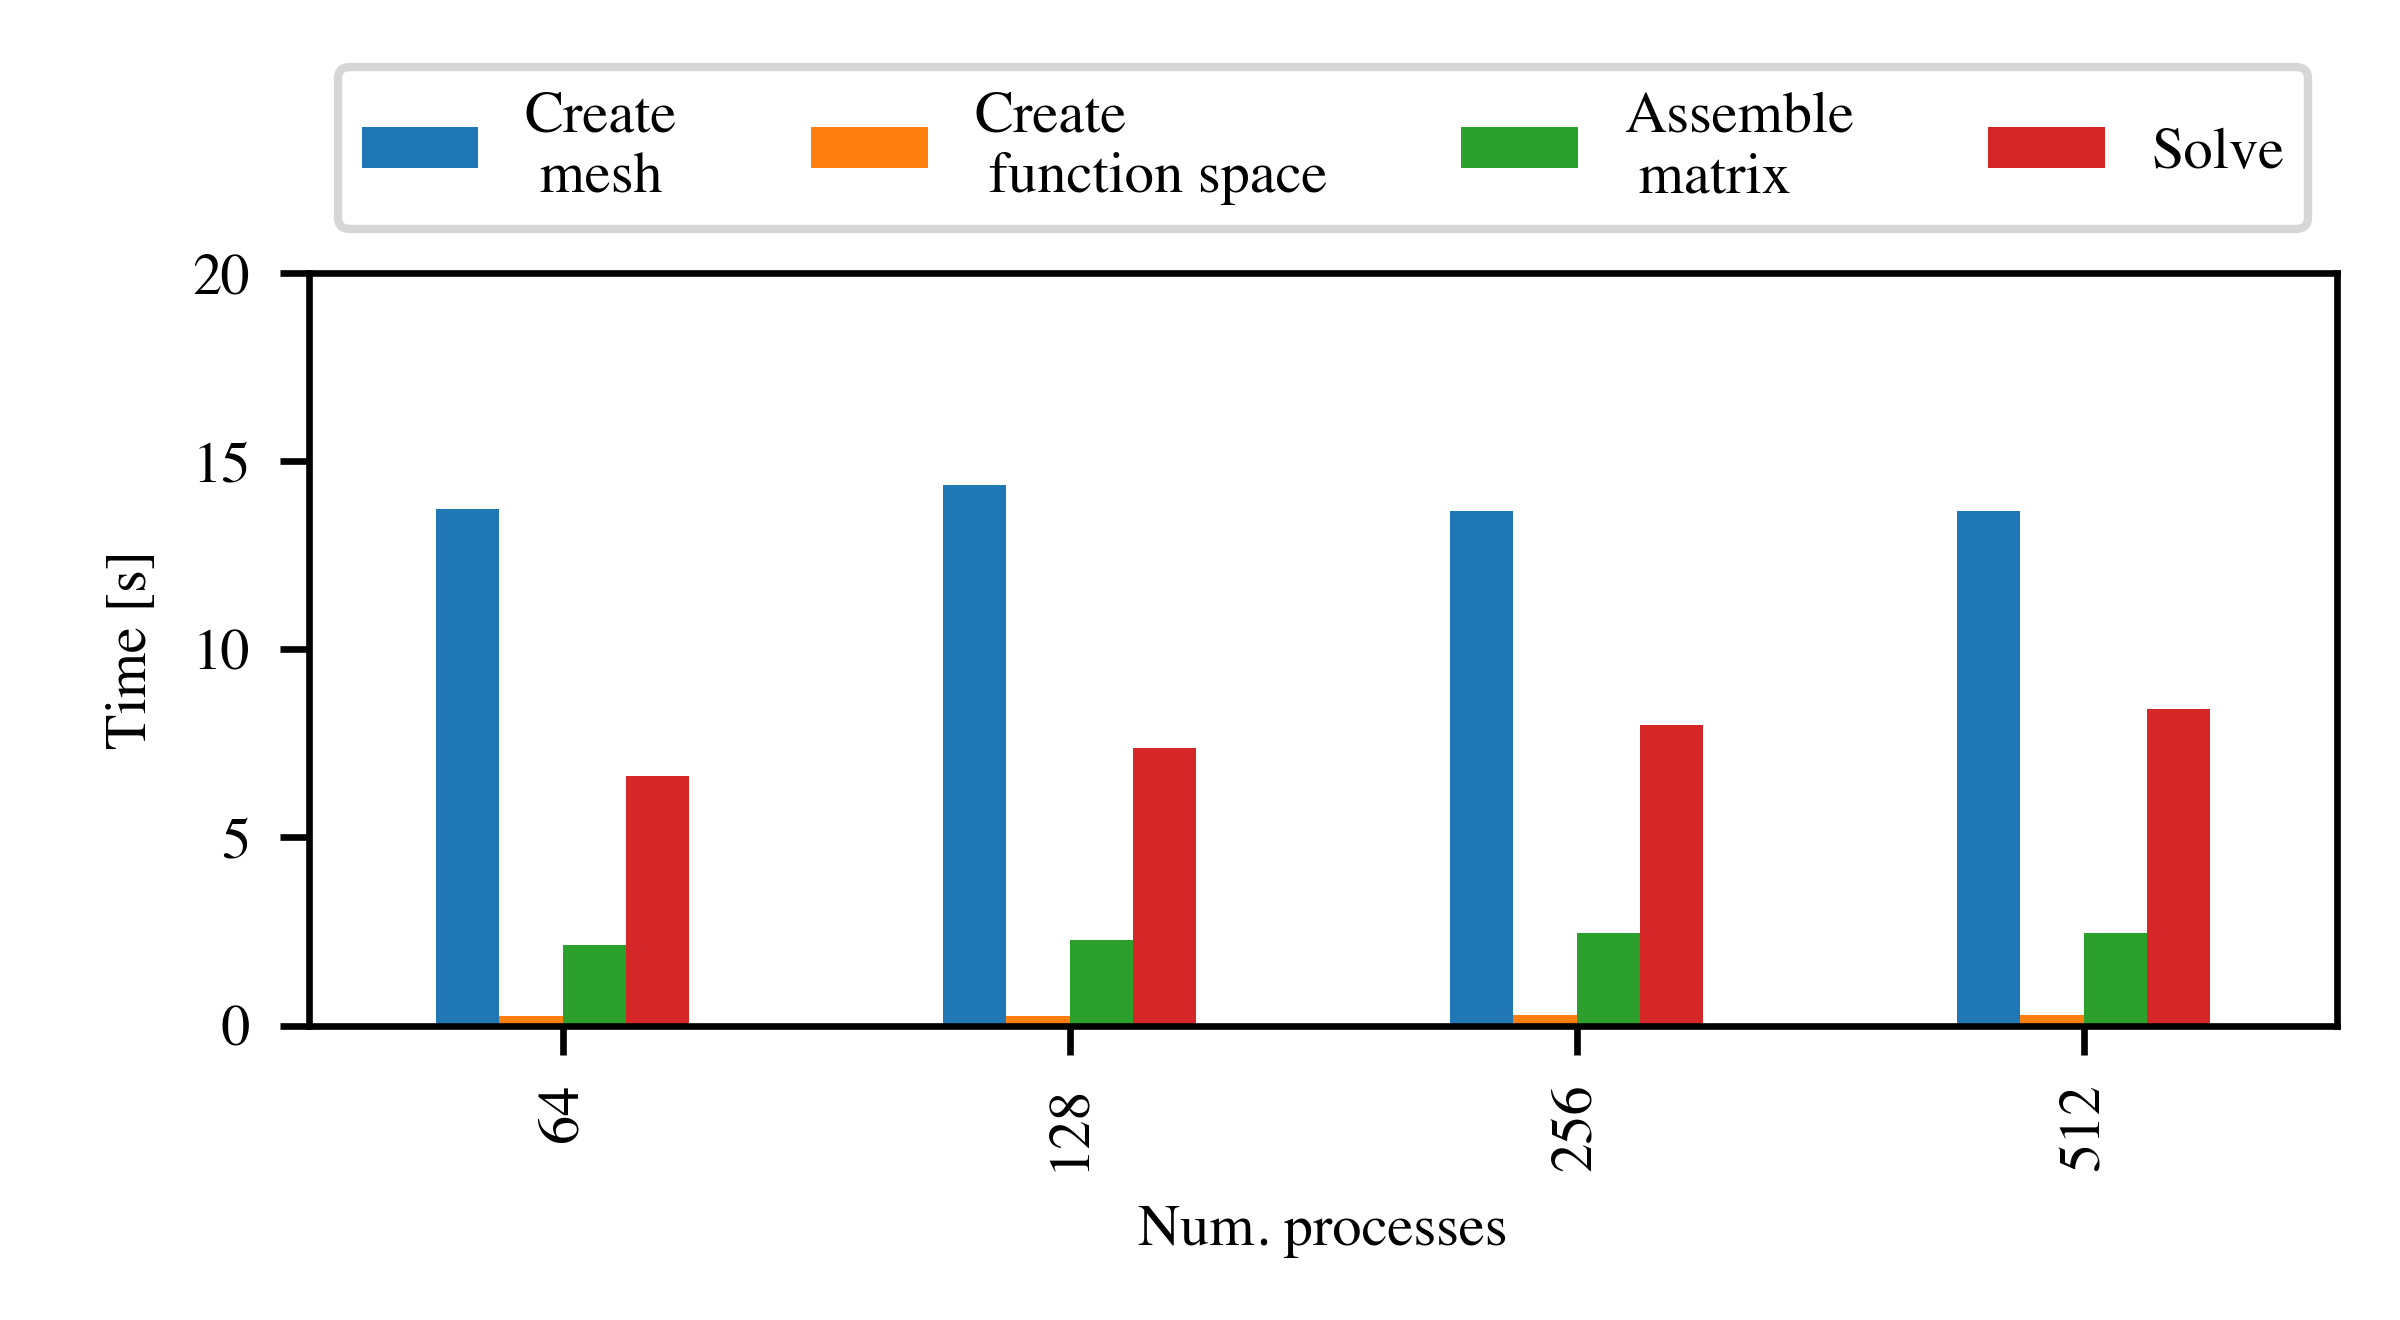 Create
mesh
Create
function space
Assemble
matrix
Solve
20
15
10
5
0
Time [s]
64
128
256
512
Num. processes